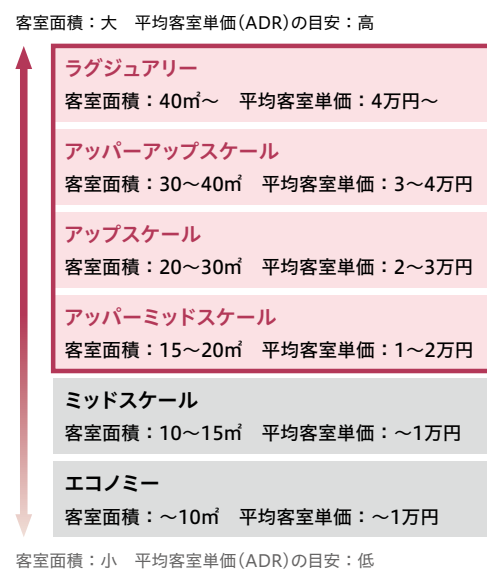 客室面積：大　平均客室単価（ADR）の目安：高
ラグジュアリー
客室面積：40㎡～　平均客室単価：4万円～
アッパーアップスケール
客室面積：30～40㎡　平均客室単価：3～4万円
アップスケール
客室面積：20～30㎡　平均客室単価：2～3万円
アッパーミッドスケール
客室面積：15～20㎡　平均客室単価：1～2万円
ミッドスケール
客室面積：10～15㎡　平均客室単価：～1万円
エコノミー
客室面積：～10㎡　平均客室単価：～1万円
客室面積：小　平均客室単価（ADR）の目安：低